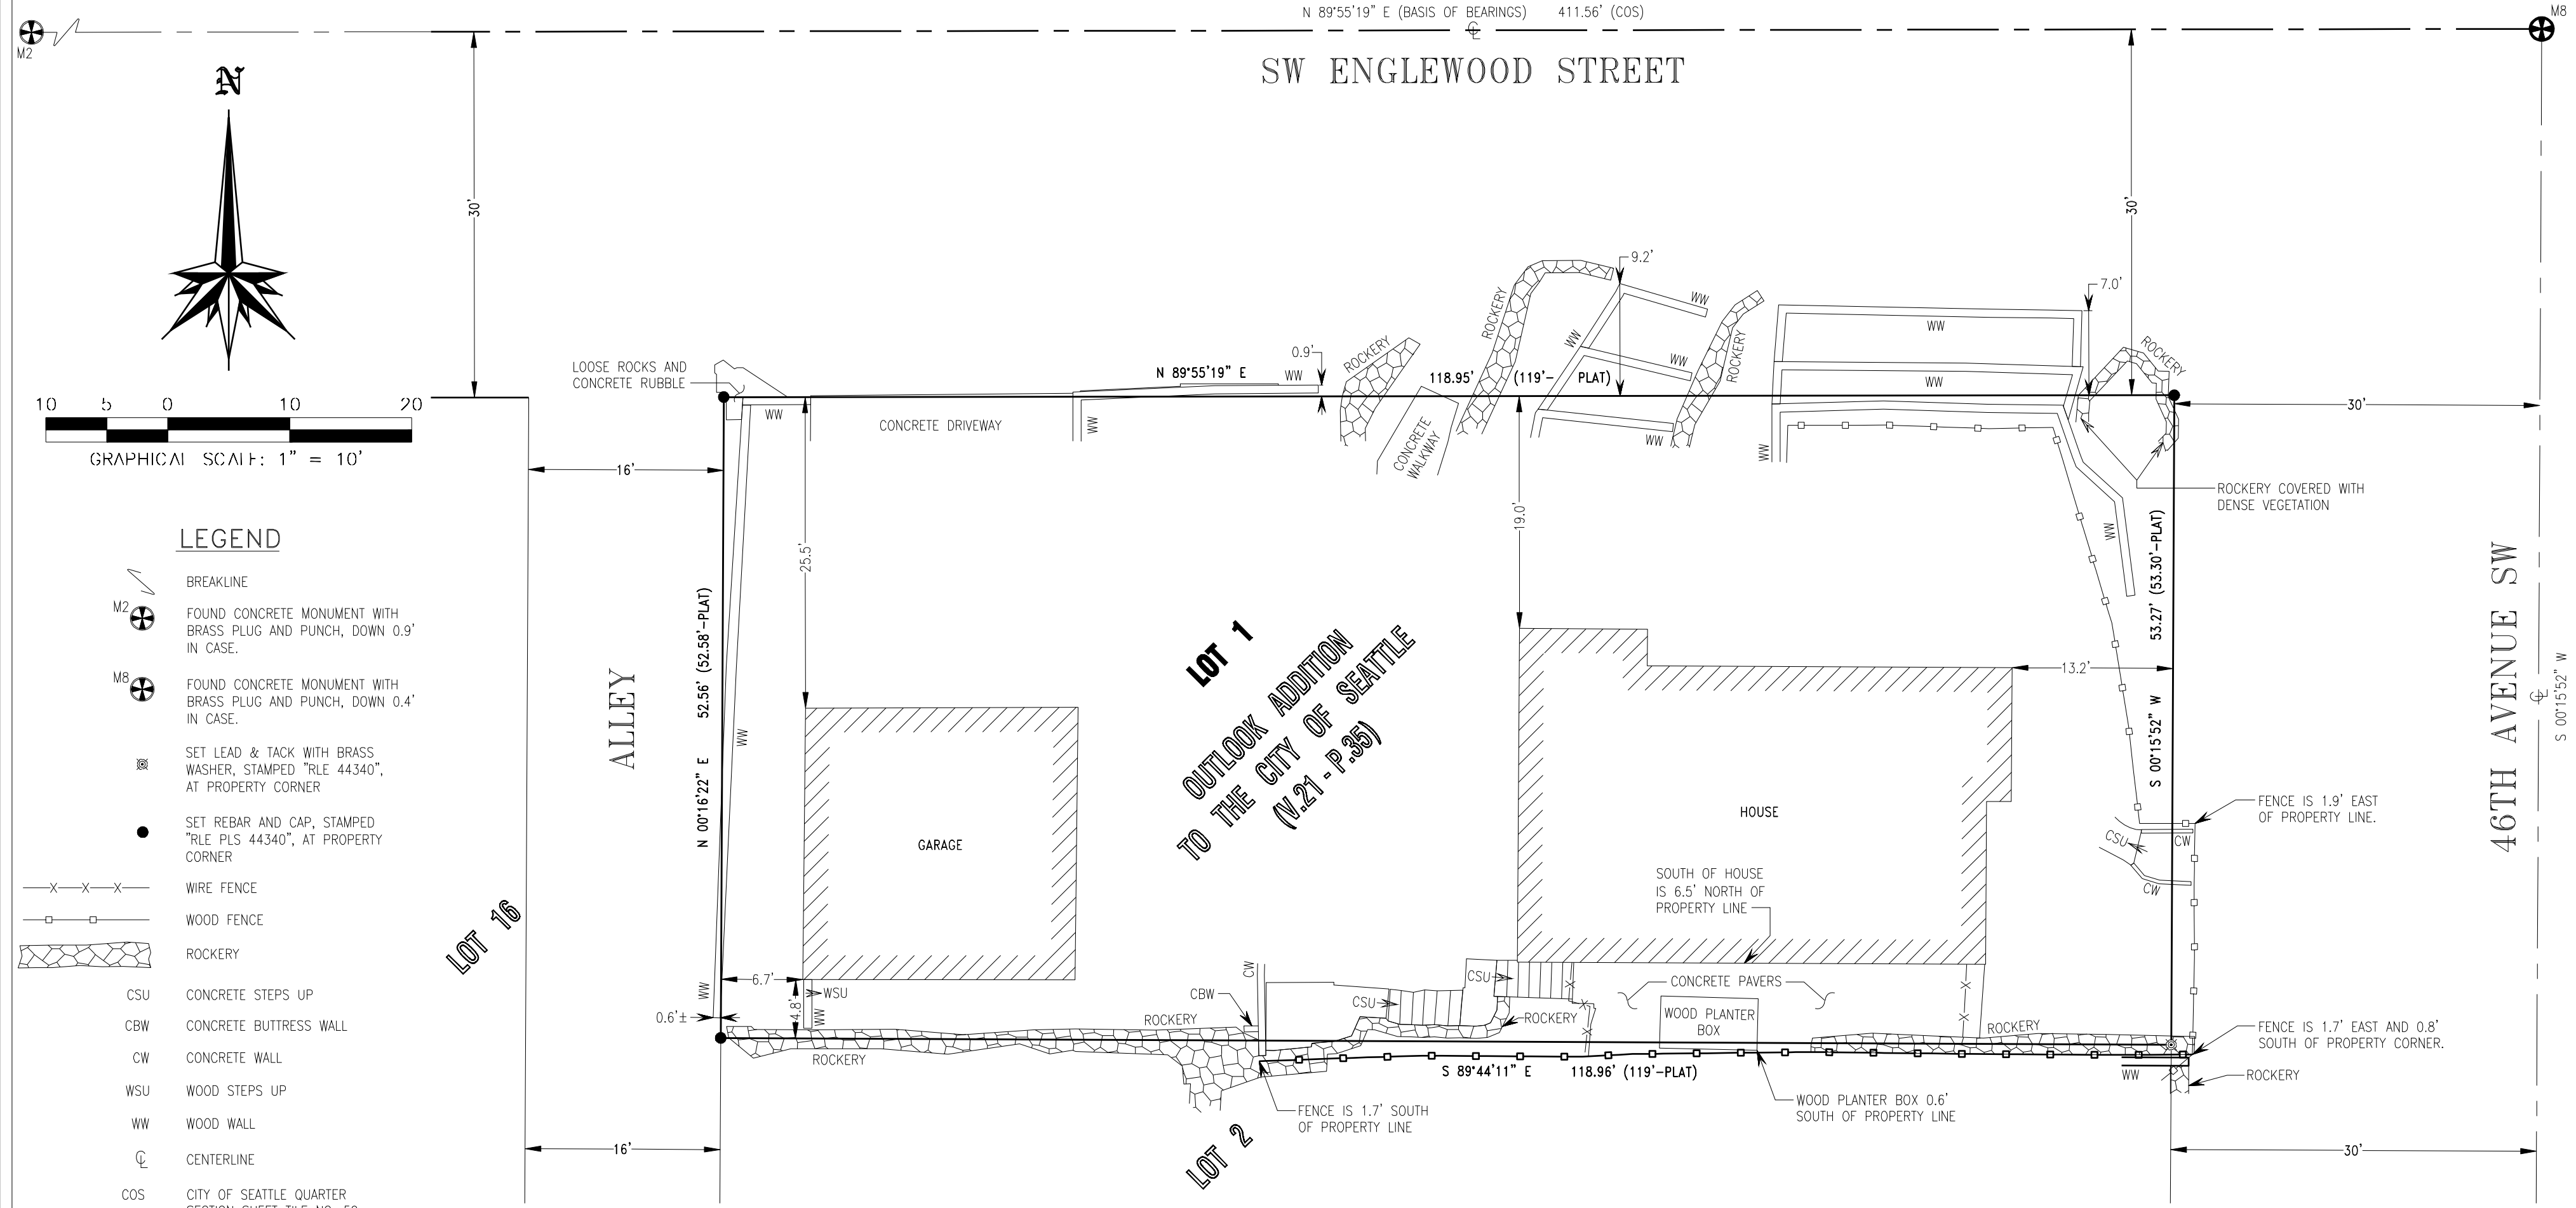 N 89°55'19" E (BASIS OF BEARINGS) 411.56' (COS)
M2
M8
SW ENGLEWOOD STREET
N
30'
30'
10 5 0 10 20
GRAPHICAL SCALE: 1" = 10'
LOOSE ROCKS AND
CONCRETE RUBBLE
N 89°55'19" E
WW
0.9'
118.95' (119'- PLAT)
ROCKERY
ROCKERY
ROCKERY
9.2'
WW
WW
WW
WW
WW
WW
7.0'
ROCKERY
30'
WW
CONCRETE DRIVEWAY
WW
CONCRETE
WALKWAY
WW
WW
ROCKERY COVERED WITH
DENSE VEGETATION
16'
25.5'
19.0'
LEGEND
BREAKLINE
M2
FOUND CONCRETE MONUMENT WITH
BRASS PLUG AND PUNCH, DOWN 0.9'
IN CASE.
M8
FOUND CONCRETE MONUMENT WITH
BRASS PLUG AND PUNCH, DOWN 0.4'
IN CASE.
SET LEAD & TACK WITH BRASS
WASHER, STAMPED "RLE 44340",
AT PROPERTY CORNER
SET REBAR AND CAP, STAMPED
"RLE PLS 44340", AT PROPERTY
CORNER
WIRE FENCE
WOOD FENCE
ROCKERY
CSU CONCRETE STEPS UP
CBW CONCRETE BUTTRESS WALL
CW CONCRETE WALL
WSU WOOD STEPS UP
WW WOOD WALL
CENTERLINE
COS CITY OF SEATTLE QUARTER
LOT 16
ALLEY
N 00°16'22" E 52.56' (52.58'-PLAT)
WW
WW
LOT 1
OUTLOOK ADDITION
TO THE CITY OF SEATTLE
(V.21 - P.35)
GARAGE
HOUSE
SOUTH OF HOUSE
IS 6.5' NORTH OF
PROPERTY LINE
13.2'
S 00°15'52" W 53.27' (53.30'-PLAT)
46TH AVENUE SW
S 00°15'52" W
FENCE IS 1.9' EAST
OF PROPERTY LINE.
CSU
CW
CW
6.7'
WSU
4.8'
WW
0.6'±
ROCKERY
ROCKERY
CBW
CW
CSU
CSU
ROCKERY
CONCRETE PAVERS
WOOD PLANTER
BOX
ROCKERY
FENCE IS 1.7' EAST AND 0.8'
SOUTH OF PROPERTY CORNER.
WW
ROCKERY
S 89°44'11" E 118.96' (119'-PLAT)
FENCE IS 1.7' SOUTH
OF PROPERTY LINE
WOOD PLANTER BOX 0.6'
SOUTH OF PROPERTY LINE
LOT 2
16'
30'